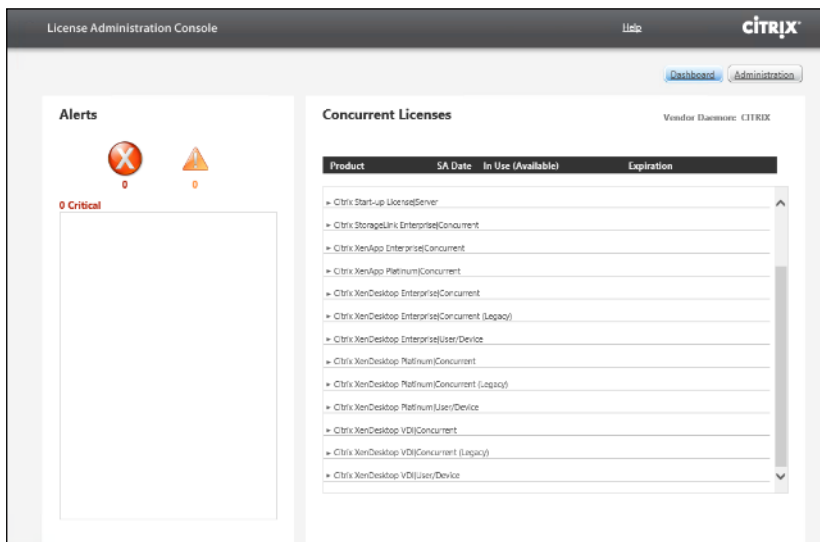 License Administration Console
Help
CİTRIX
Dashboard
Administration
Alerts
0
0
0 Critical
Concurrent Licenses
Vendor Daemon: CITRIX
Product SA Date In Use (Available) Expiration
Citrix Start-up License|Server
Citrix StorageLink Enterprise|Concurrent
Citrix XenApp Enterprise|Concurrent
Citrix XenApp Platinum|Concurrent
Citrix XenDesktop Enterprise|Concurrent
Citrix XenDesktop Enterprise|Concurrent (Legacy)
Citrix XenDesktop Enterprise|User/Device
Citrix XenDesktop Platinum|Concurrent
Citrix XenDesktop Platinum|Concurrent (Legacy)
Citrix XenDesktop Platinum|User/Device
Citrix XenDesktop VDI|Concurrent
Citrix XenDesktop VDI|Concurrent (Legacy)
Citrix XenDesktop VDI|User/Device